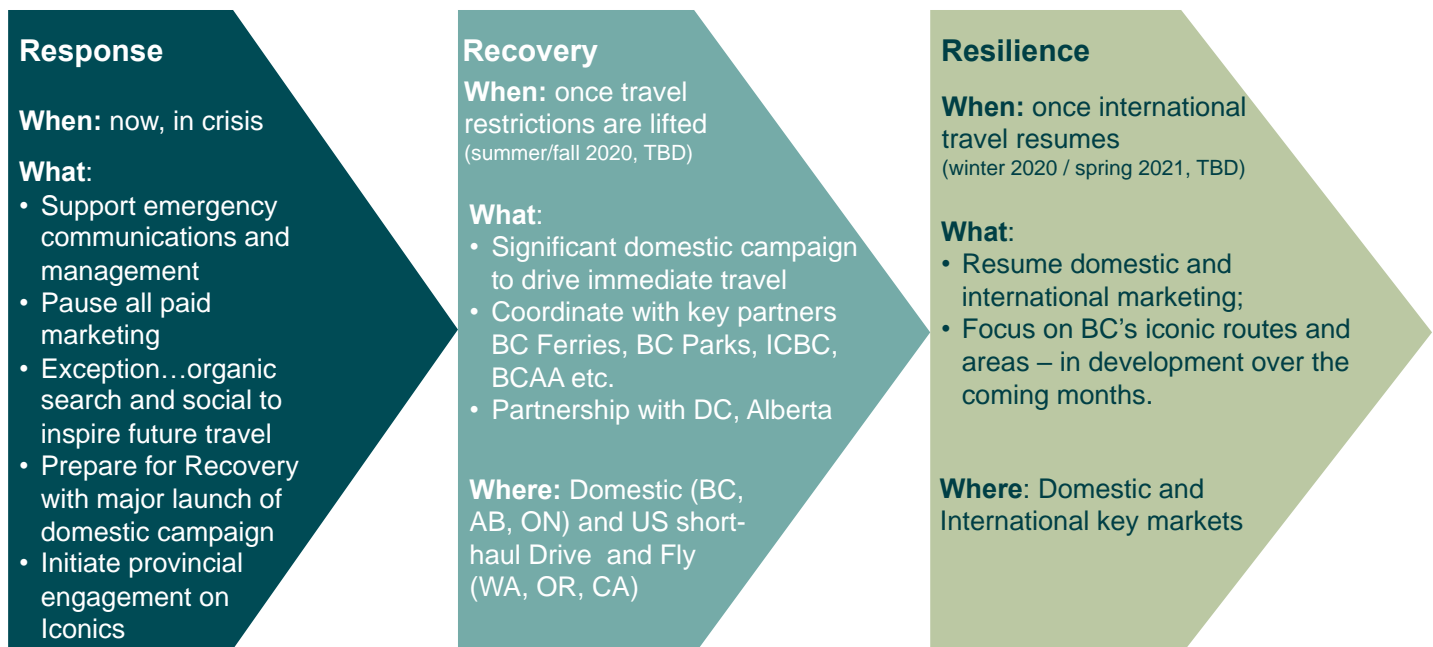 Response
When: now, in crisis
What:
• Support emergency
communications and
management
• Pause all paid
marketing
• Exception…organic
search and social to
inspire future travel
• Prepare for Recovery
with major launch of
domestic campaign
• Initiate provincial
engagement on
Iconics
Recovery
When: once travel
restrictions are lifted
(summer/fall 2020, TBD)
What:
• Significant domestic campaign
to drive immediate travel
• Coordinate with key partners
BC Ferries, BC Parks, ICBC,
BCAA etc.
• Partnership with DC, Alberta
Where: Domestic (BC,
AB, ON) and US short-
haul Drive and Fly
(WA, OR, CA)
Resilience
When: once international
travel resumes
(winter 2020 / spring 2021, TBD)
What:
• Resume domestic and
international marketing;
• Focus on BC’s iconic routes and
areas – in development over the
coming months.
Where: Domestic and
International key markets